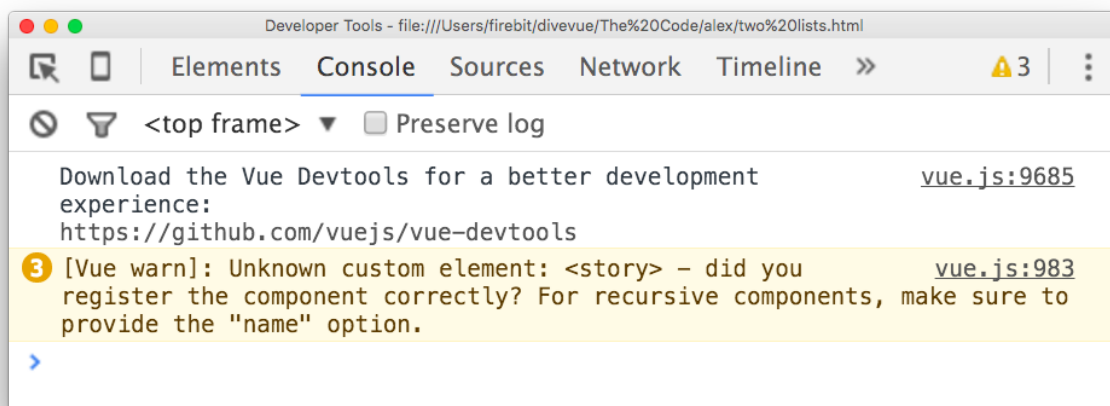 Developer Tools - file:///Users/firebit/divevue/The%20Code/alex/two%20lists.html
Elements Console Sources Network Timeline » 3
<top frame> ▼ Preserve log
Download the Vue Devtools for a better development vue.js:9685
experience:
https://github.com/vuejs/vue-devtools
3 [Vue warn]: Unknown custom element: <story> - did you vue.js:983
register the component correctly? For recursive components, make sure to
provide the "name" option.
>